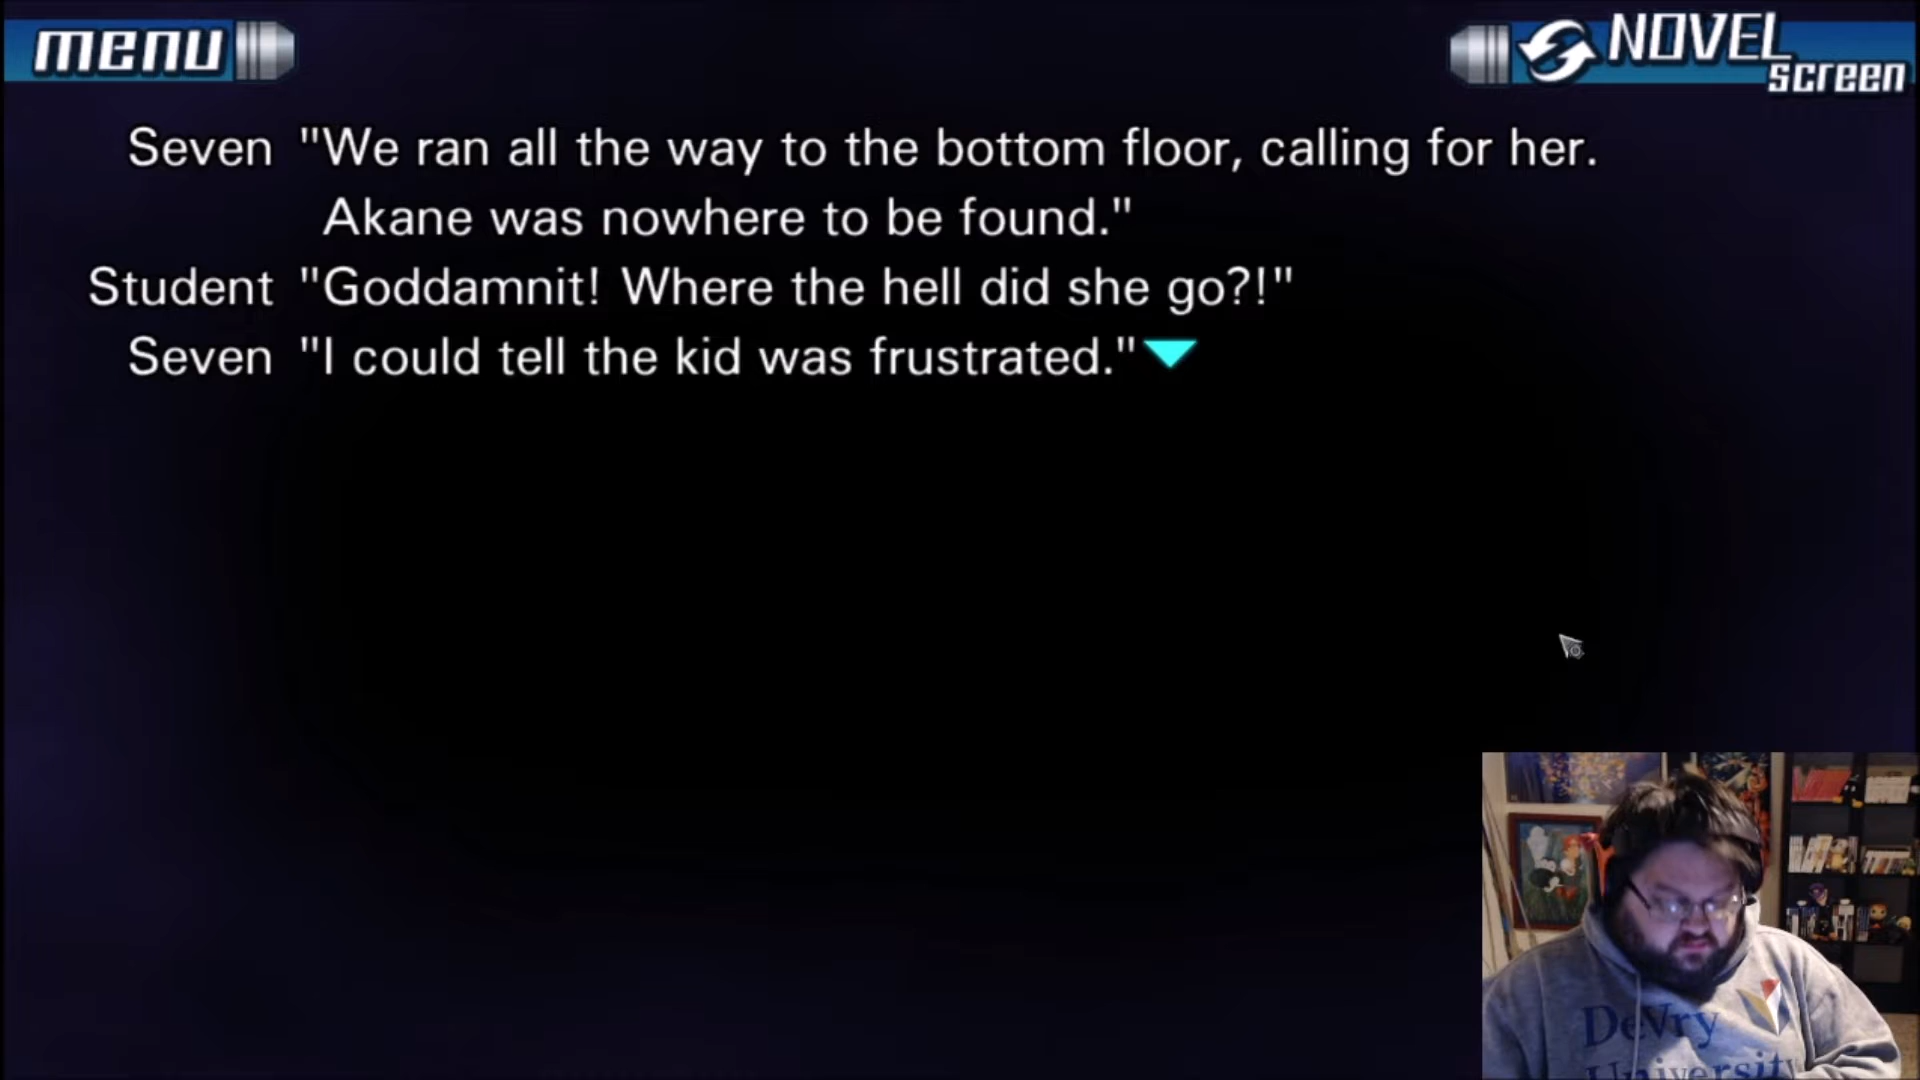 menu
NOVEL
screen
Seven "We ran all the way to the bottom floor, calling for her.
Akane was nowhere to be found."
Student "Goddamnit! Where the hell did she go?!"
Seven "I could tell the kid was frustrated."
DeVry
University